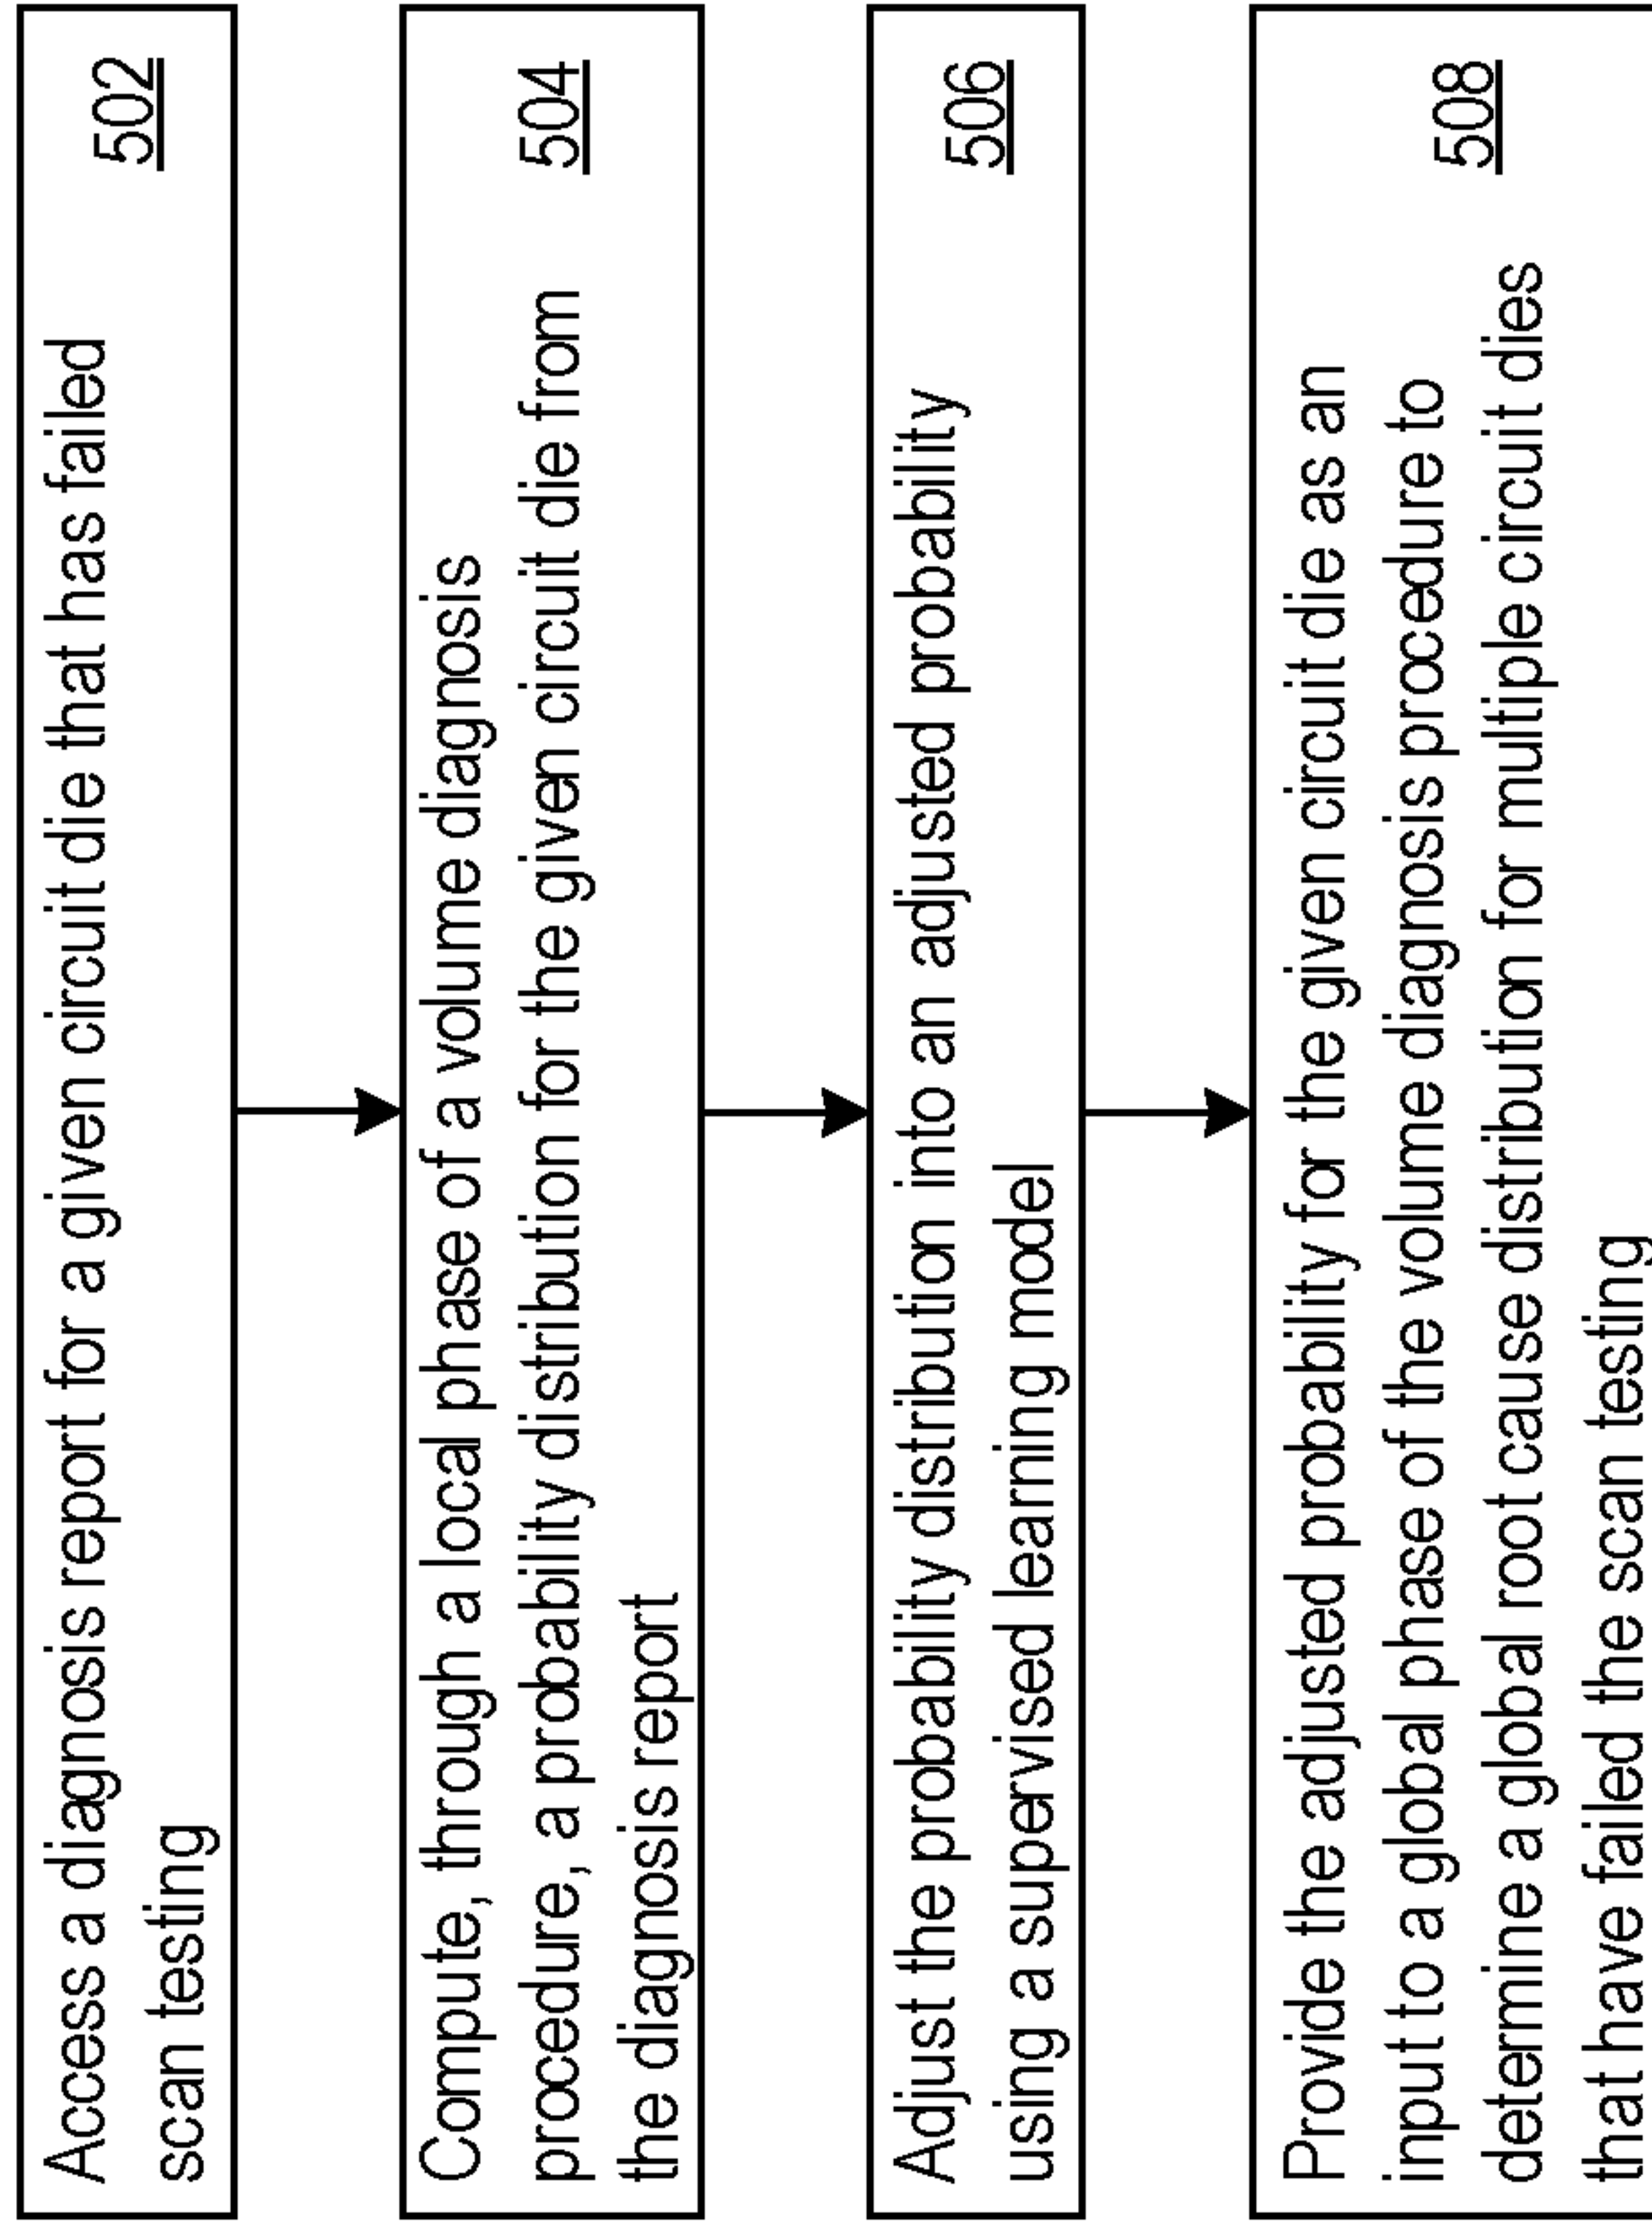 Access a diagnosis report for a given circuit die that has failed
scan testing
502
Compute, through a local phase of a volume diagnosis
procedure, a probability distribution for the given circuit die from
the diagnosis report
504
Adjust the probability distribution into an adjusted probability
using a supervised learning model
506
Provide the adjusted probability for the given circuit die as an
input to a global phase of the volume diagnosis procedure to
determine a global root cause distribution for multiple circuit dies
that have failed the scan testing
508